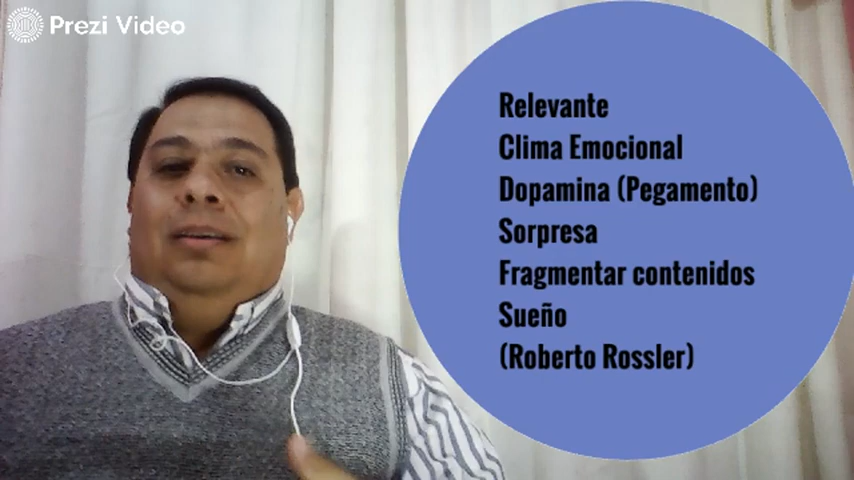 Prezi Video
Relevante
Clima Emocional
Dopamina (Pegamento)
Sorpresa
Fragmentar contenidos
Sueño
(Roberto Rossler)